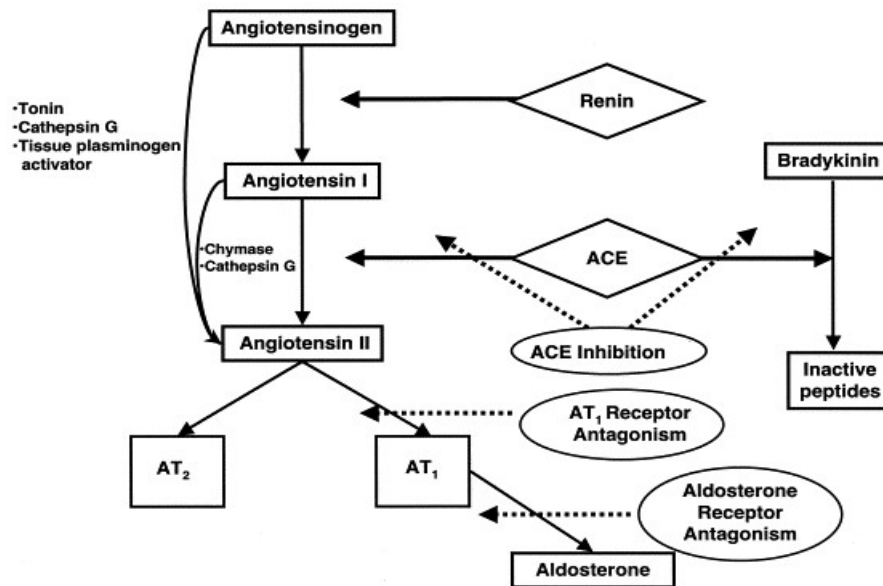 Angiotensinogen
•Tonin
•Cathepsin G
•Tissue plasminogen
activator
Renin
Bradykinin
Angiotensin I
•Chymase
•Cathepsin G
ACE
Angiotensin II
ACE Inhibition
Inactive
peptides
AT₁ Receptor
Antagonism
AT₂
AT₁
Aldosterone
Receptor
Antagonism
Aldosterone